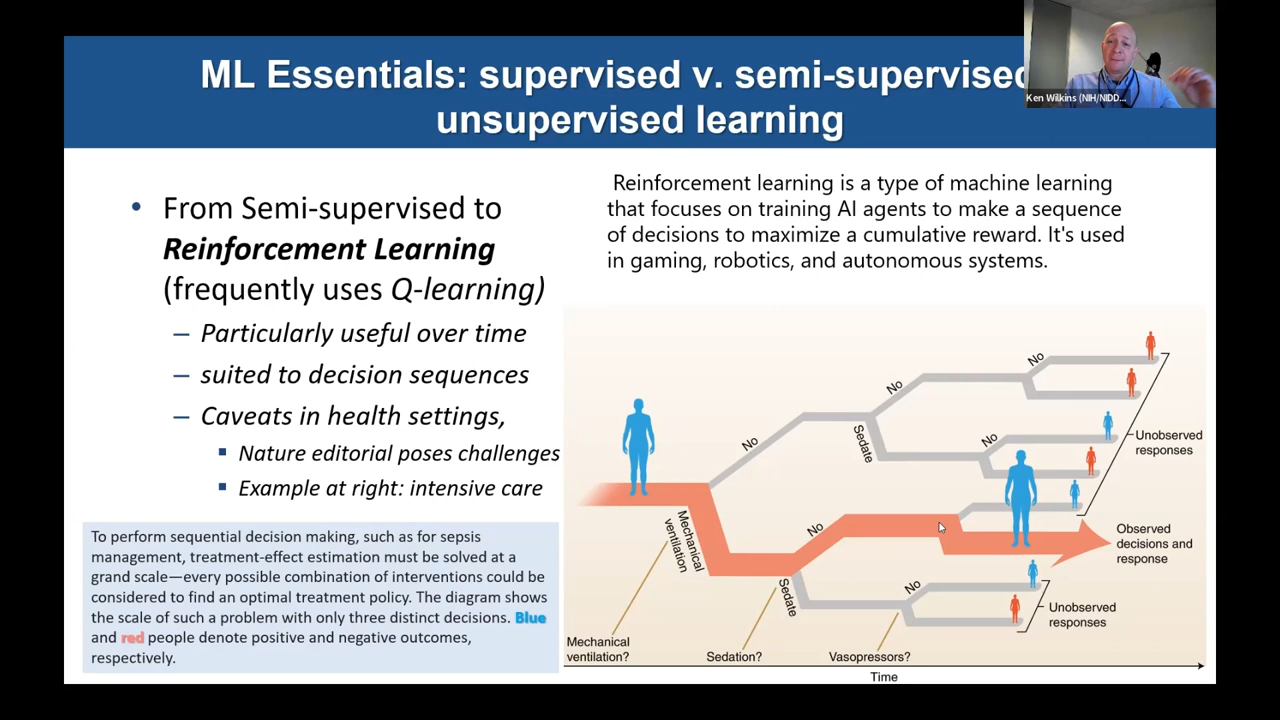 ML Essentials: supervised v. semi-supervised
unsupervised learning
Ken Wilkins (NIH/NIDD...
• From Semi-supervised to
Reinforcement Learning
(frequently uses Q-learning)
– Particularly useful over time
– suited to decision sequences
– Caveats in health settings,
▪ Nature editorial poses challenges
▪ Example at right: intensive care
To perform sequential decision making, such as for sepsis
management, treatment-effect estimation must be solved at a
grand scale—every possible combination of interventions could be
considered to find an optimal treatment policy. The diagram shows
the scale of such a problem with only three distinct decisions. Blue
and red people denote positive and negative outcomes,
respectively.
Reinforcement learning is a type of machine learning
that focuses on training AI agents to make a sequence
of decisions to maximize a cumulative reward. It's used
in gaming, robotics, and autonomous systems.
No
No
No
Sedate
No
Unobserved
responses
Mechanical
ventilation
No
Observed
decisions and
response
Sedate
No
Unobserved
responses
Mechanical
ventilation?
Sedation?
Vasopressors?
Time